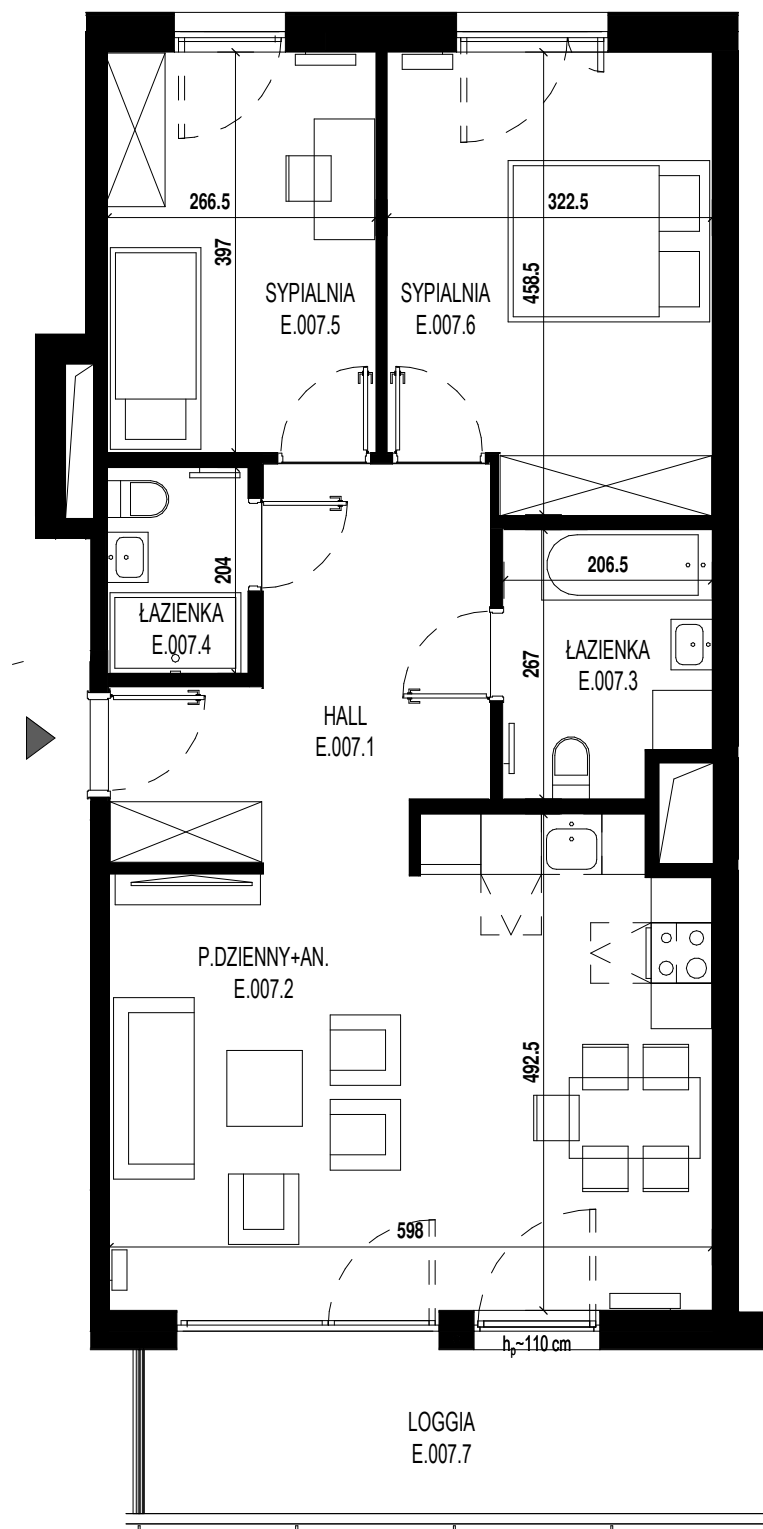 266.5
322.5
397
458.5
SYPIALNIA
E.007.5
SYPIALNIA
E.007.6
204
206.5
ŁAZIENKA
E.007.4
267
ŁAZIENKA
E.007.3
HALL
E.007.1
P.DZIENNY+AN.
E.007.2
492.5
598
hp~110 cm
LOGGIA
E.007.7